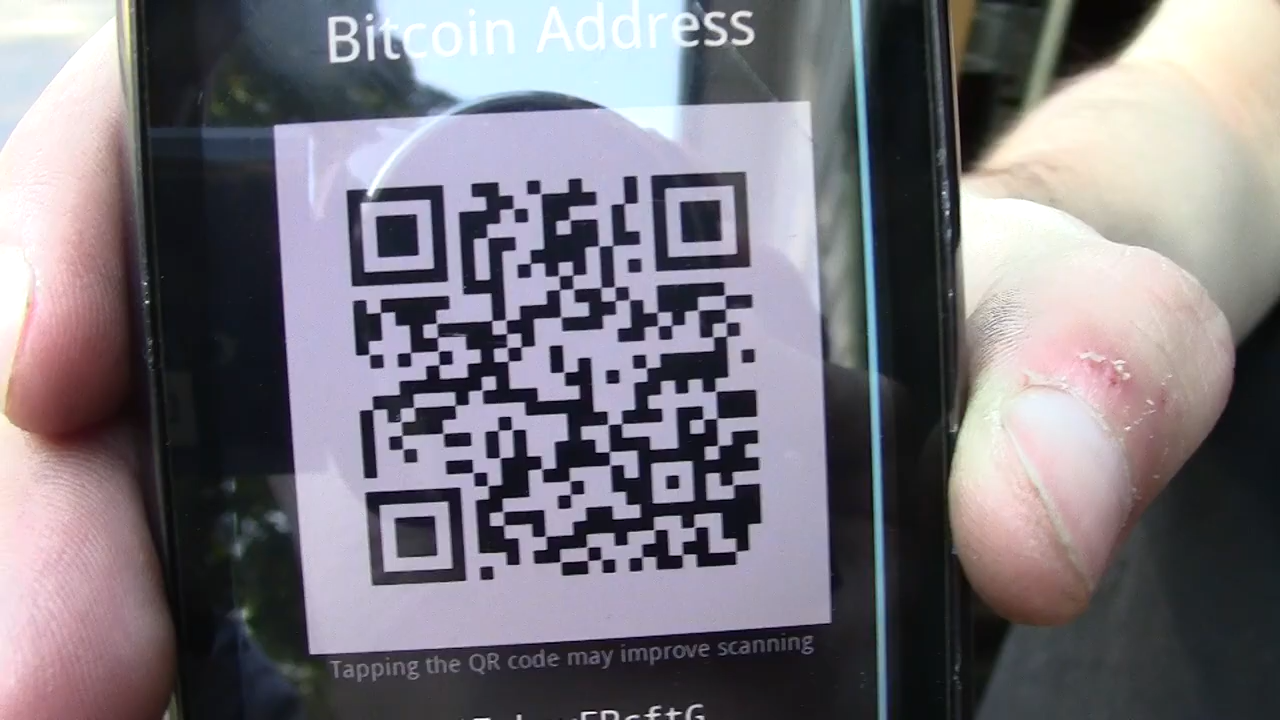 Bitcoin Address
Tapping the QR code may improve scanning